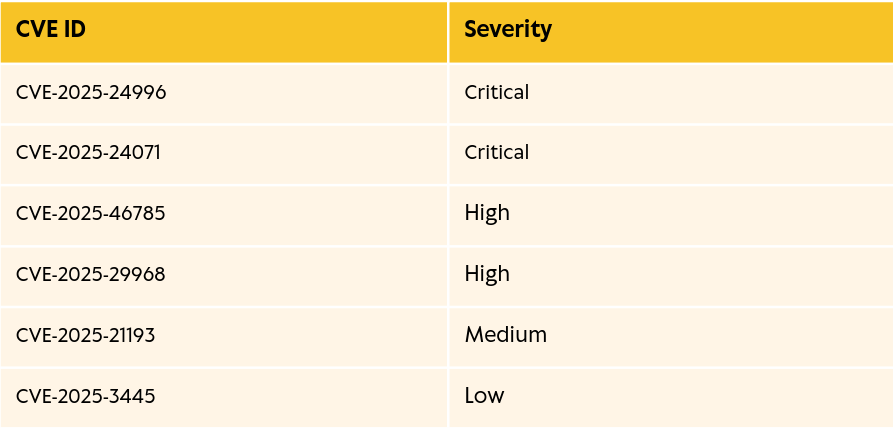 CVE ID Severity
CVE-2025-24996 Critical
CVE-2025-24071 Critical
CVE-2025-46785 High
CVE-2025-29968 High
CVE-2025-21193 Medium
CVE-2025-3445 Low